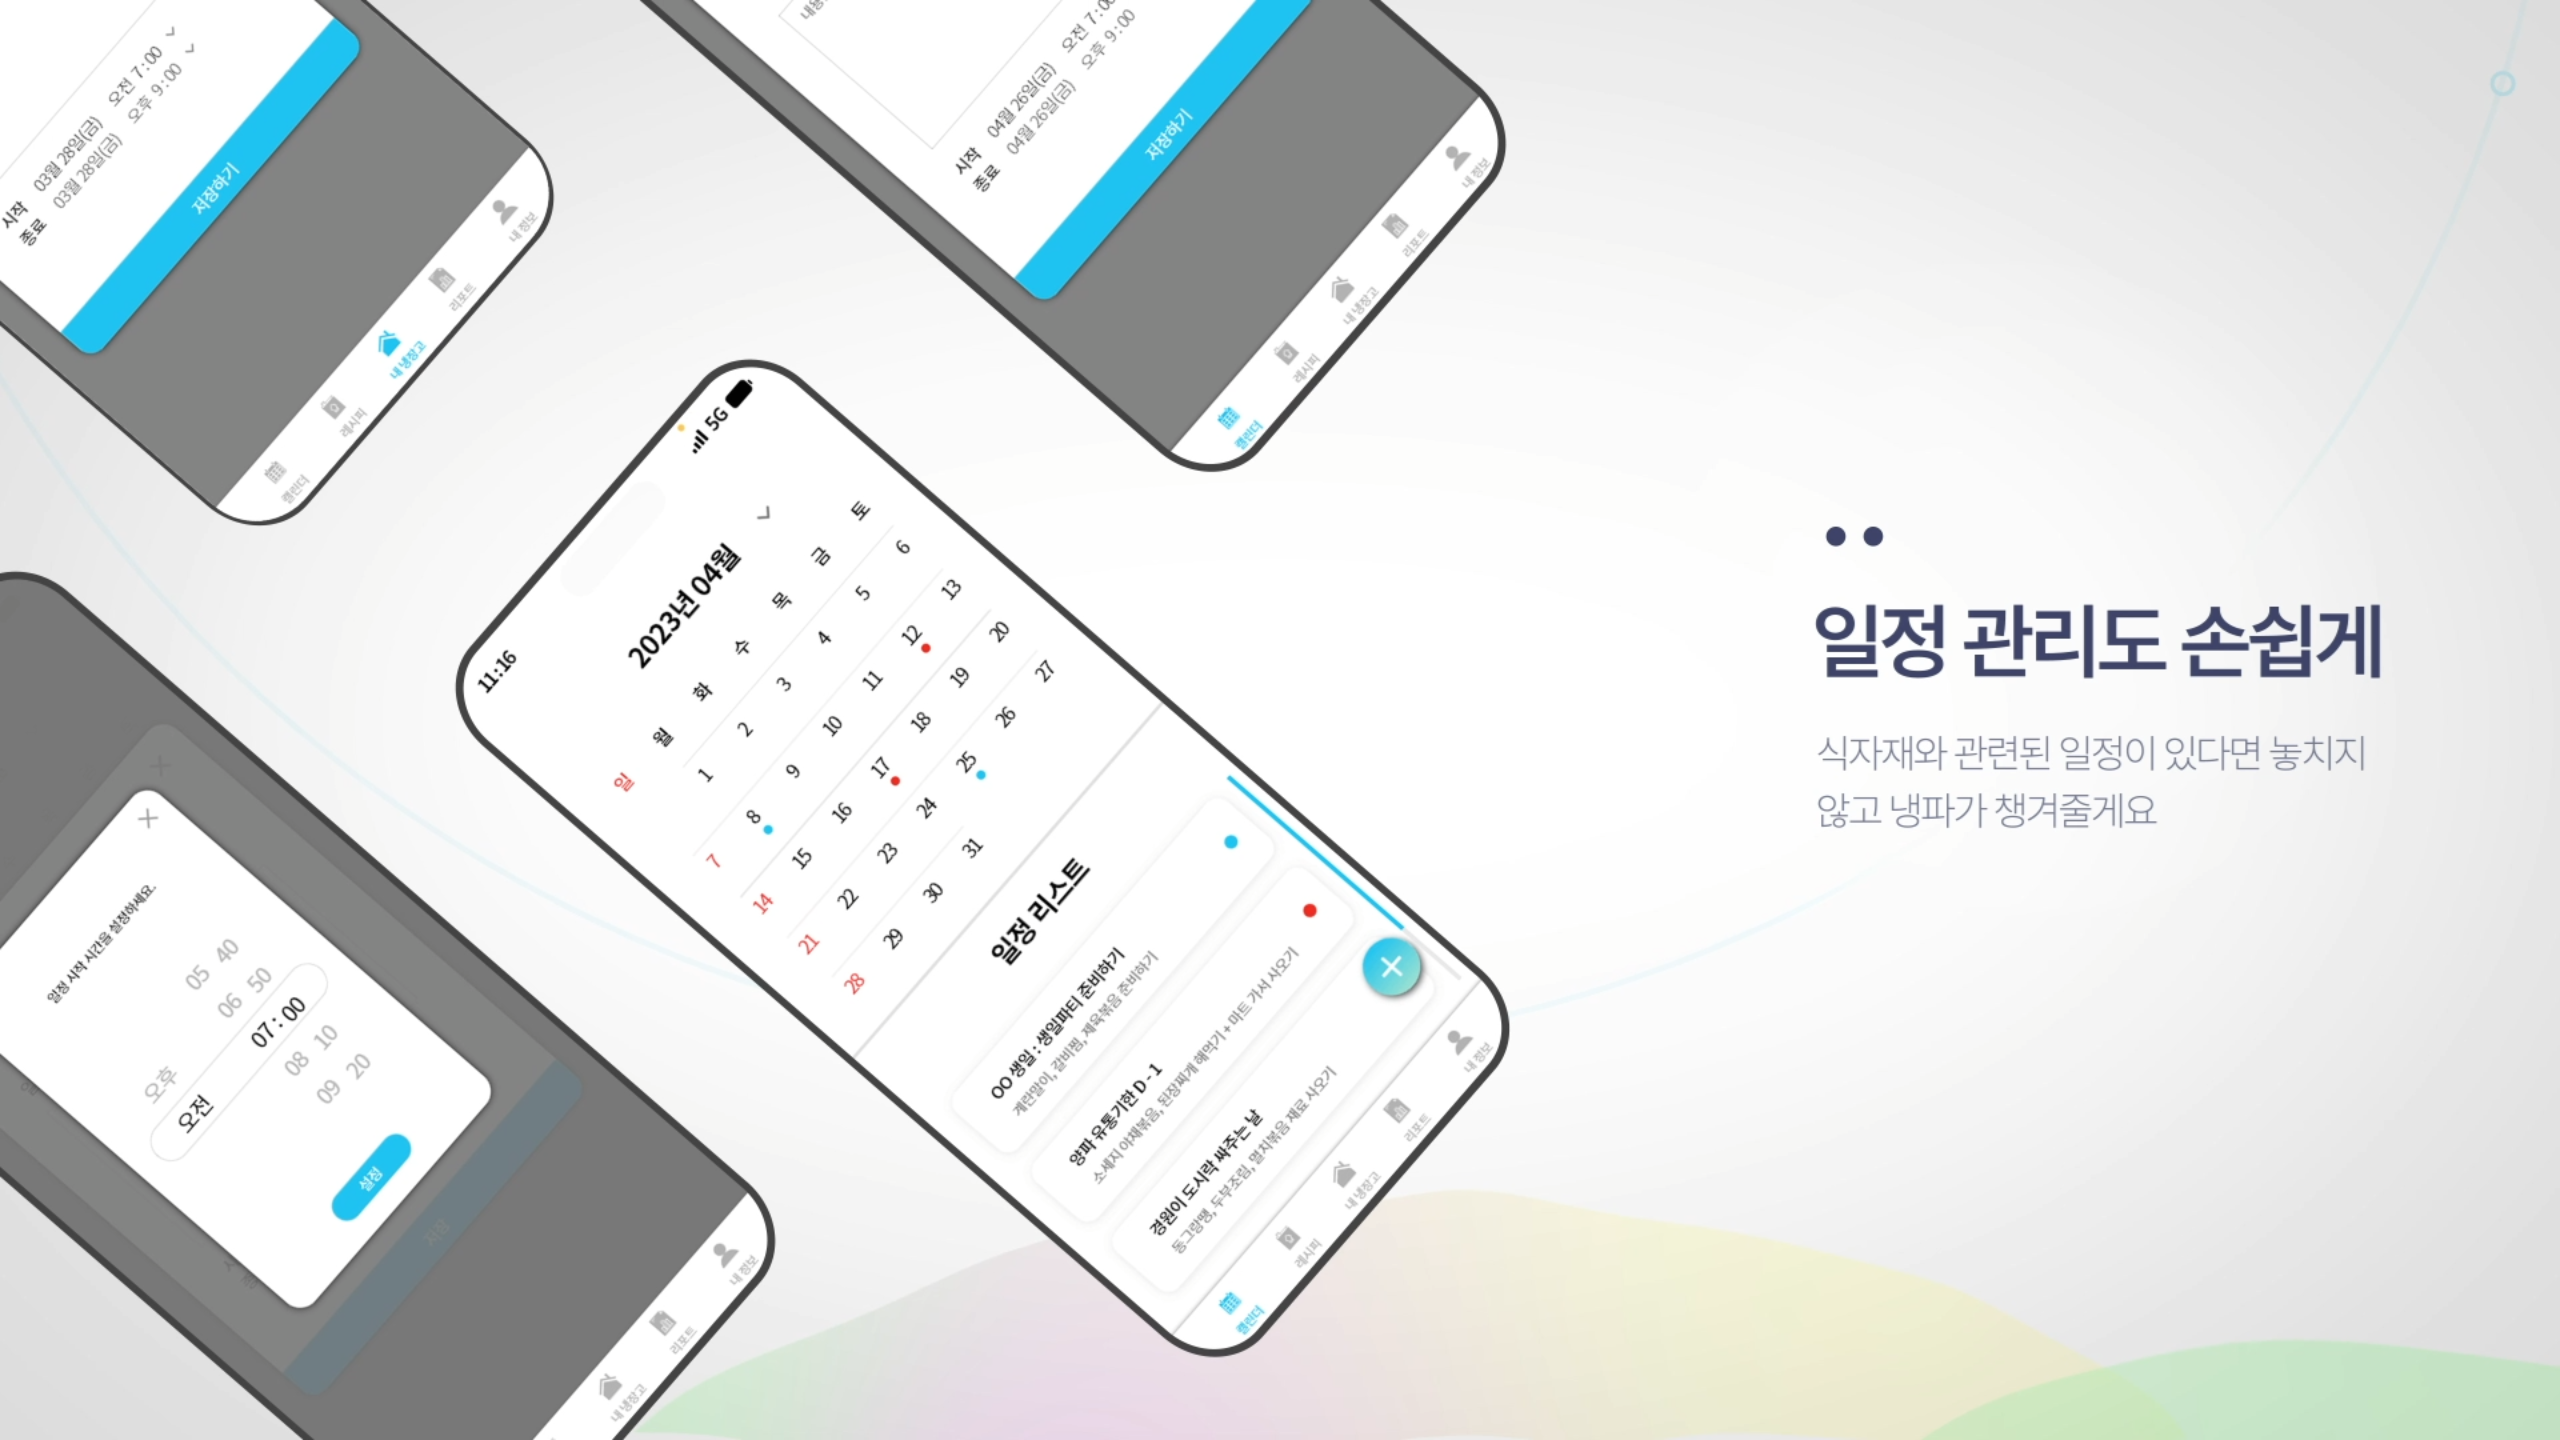 시작 03월 28일(금) 오전 7:00
종료 03월 28일(금) 오후 9:00
저장하기
캘린더 레시피 내 냉장고 리포트 내 정보
시작 04월 26일(금) 오전 7:00
종료 04월 26일(금) 오후 9:00
저장하기
캘린더 레시피 내 냉장고 리포트 내 정보
일정 시작 시간을 설정하세요.
05 40
06 50
오후
오전 07 : 00
08 10
09 20
설정
저장
내 냉장고 리포트 내 정보
11:16 5G
2023년 04월
일 월 화 수 목 금 토
1 2 3 4 5 6
7 8 9 10 11 12 13
14 15 16 17 18 19 20
21 22 23 24 25 26 27
28 29 30 31
일정 리스트
OO 생일 : 생일파티 준비하기
계란말이, 갈비찜, 제육볶음 준비하기
양파 유통기한 D - 1
소세지 야채볶음, 된장찌개 해먹기 + 마트 가서 사오기
경원이 도시락 싸주는 날
동그랑땡, 두부조림, 멸치볶음 재료 사오기
캘린더 레시피 내 냉장고 리포트 내 정보
일정 관리도 손쉽게
식자재와 관련된 일정이 있다면 놓치지
않고 냉파가 챙겨줄게요